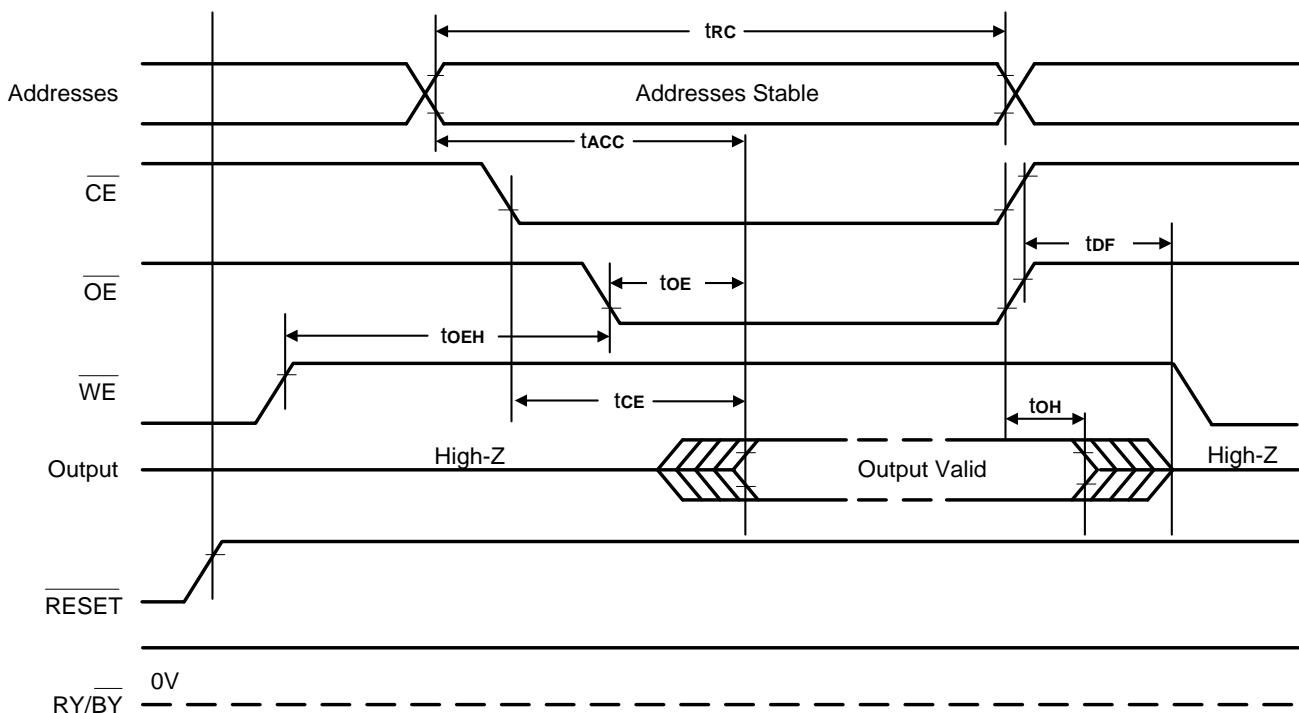 tRC
Addresses
Addresses Stable
tACC
CE
tDF
OE
tOE
tOEH
WE
tCE
tOH
High-Z
Output
Output Valid
High-Z
RESET
0V
RY/BY